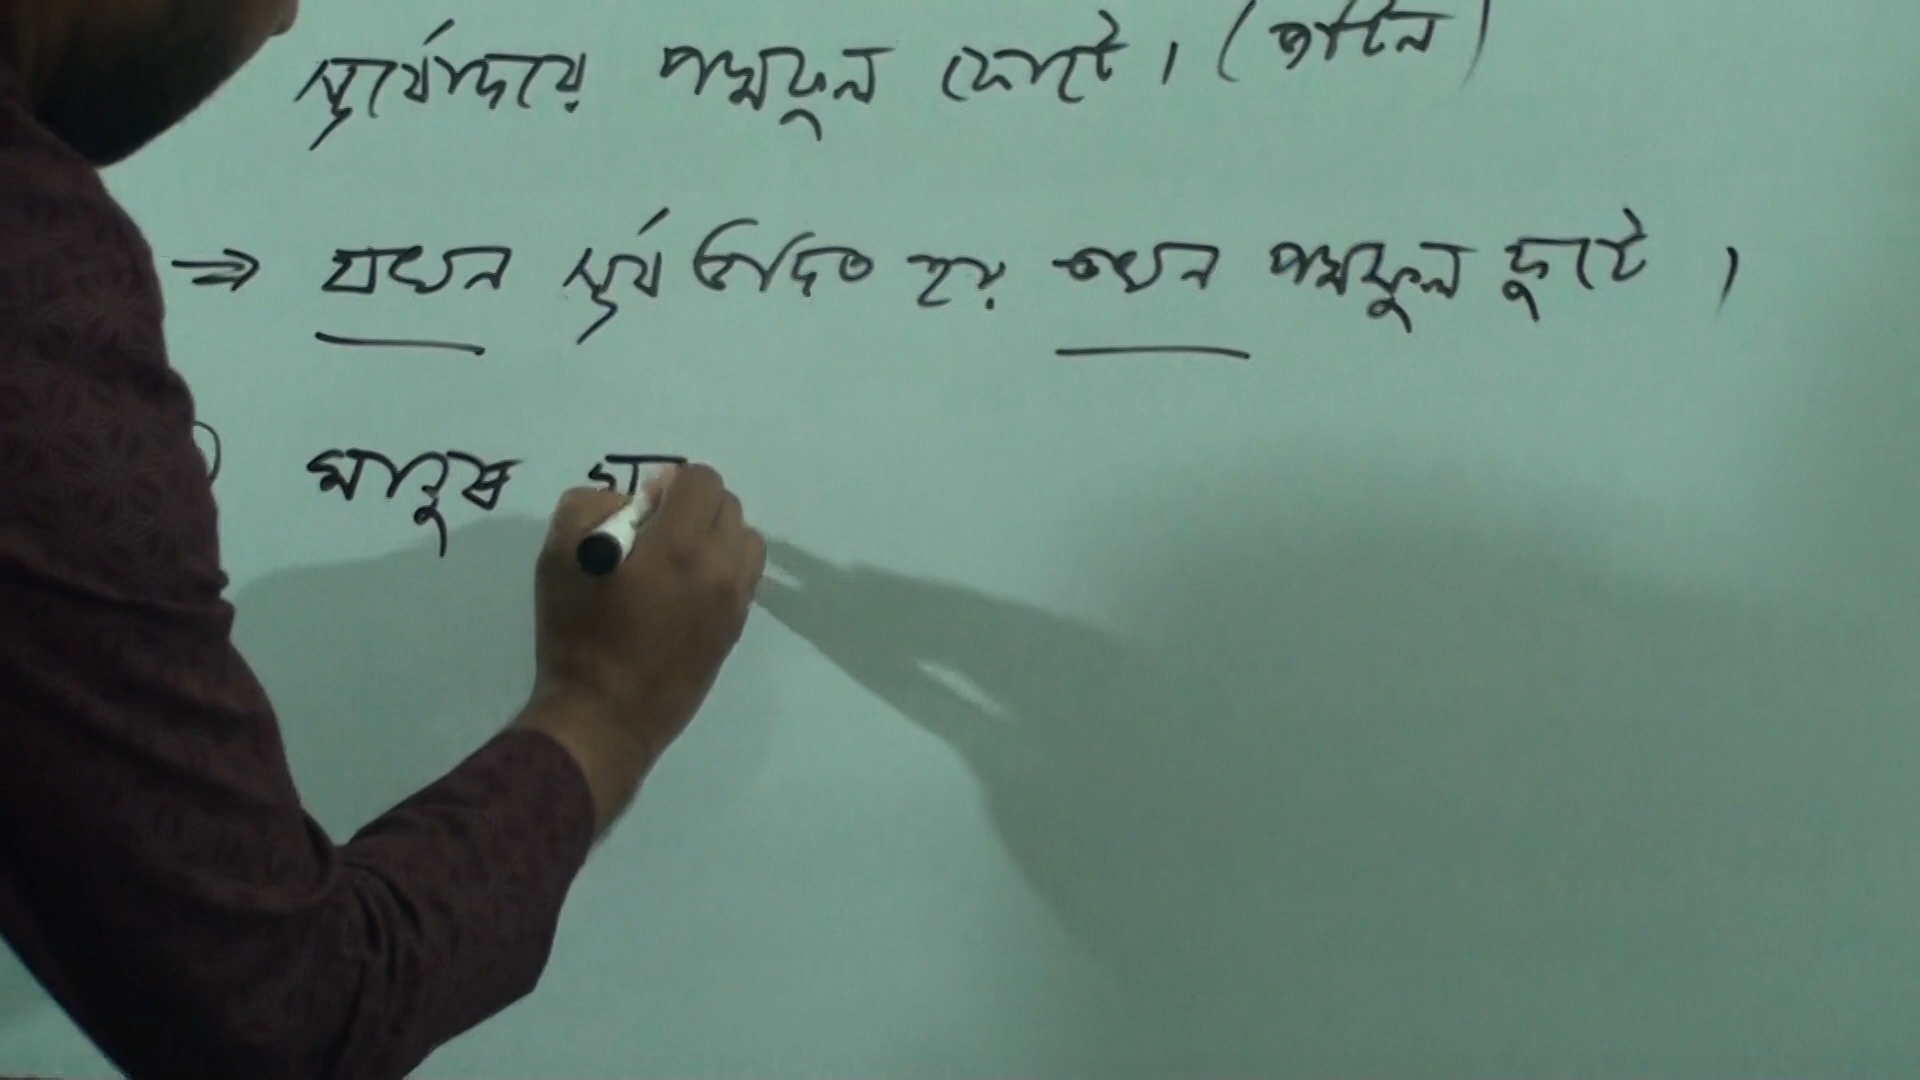 সূর্যোদয়ে পদ্মফুল ফোটে। (জটিল)
⇒ যখন সূর্য উদিত হয় তখন পদ্মফুল ফুটে।
মানুষ